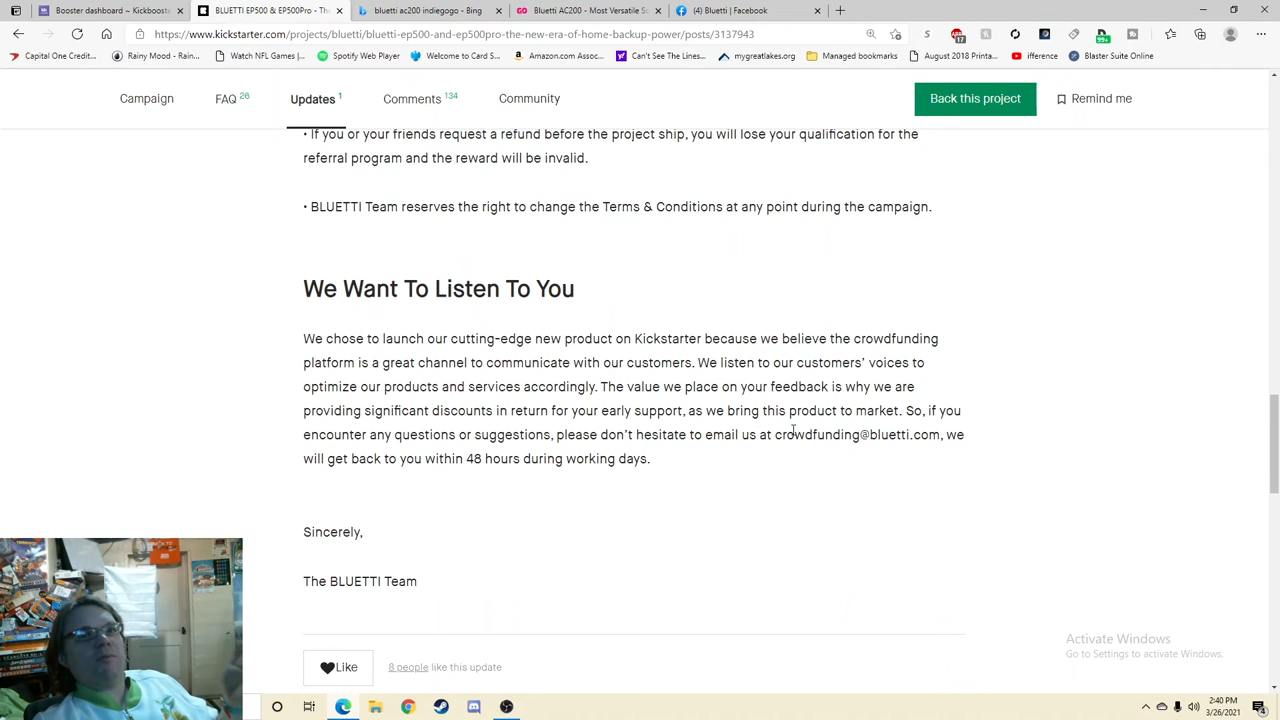 Booster dashboard ‹ Kickbooste
BLUETTI EP500 & EP500Pro - The
bluetti ac200 indiegogo - Bing
Bluetti AC200 - Most Versatile So
(4) Bluetti | Facebook
https://www.kickstarter.com/projects/bluetti/bluetti-ep500-and-ep500pro-the-new-era-of-home-backup-power/posts/3137943
17
99+
Capital One Credit...
Rainy Mood - Rain...
Watch NFL Games |...
Spotify Web Player
Welcome to Card S...
Amazon.com Assoc...
Can't See The Lines...
mygreatlakes.org
Managed bookmarks
August 2018 Printa...
ifference
Blaster Suite Online
Campaign
FAQ 26
Updates 1
Comments 134
Community
Back this project
Remind me
• If you or your friends request a refund before the project ship, you will lose your qualification for the
referral program and the reward will be invalid.
• BLUETTI Team reserves the right to change the Terms & Conditions at any point during the campaign.
We Want To Listen To You
We chose to launch our cutting-edge new product on Kickstarter because we believe the crowdfunding
platform is a great channel to communicate with our customers. We listen to our customers’ voices to
optimize our products and services accordingly. The value we place on your feedback is why we are
providing significant discounts in return for your early support, as we bring this product to market. So, if you
encounter any questions or suggestions, please don’t hesitate to email us at crowdfunding@bluetti.com, we
will get back to you within 48 hours during working days.
Sincerely,
The BLUETTI Team
Like
8 people like this update
Activate Windows
Go to Settings to activate Windows.
2:40 PM
3/26/2021
4